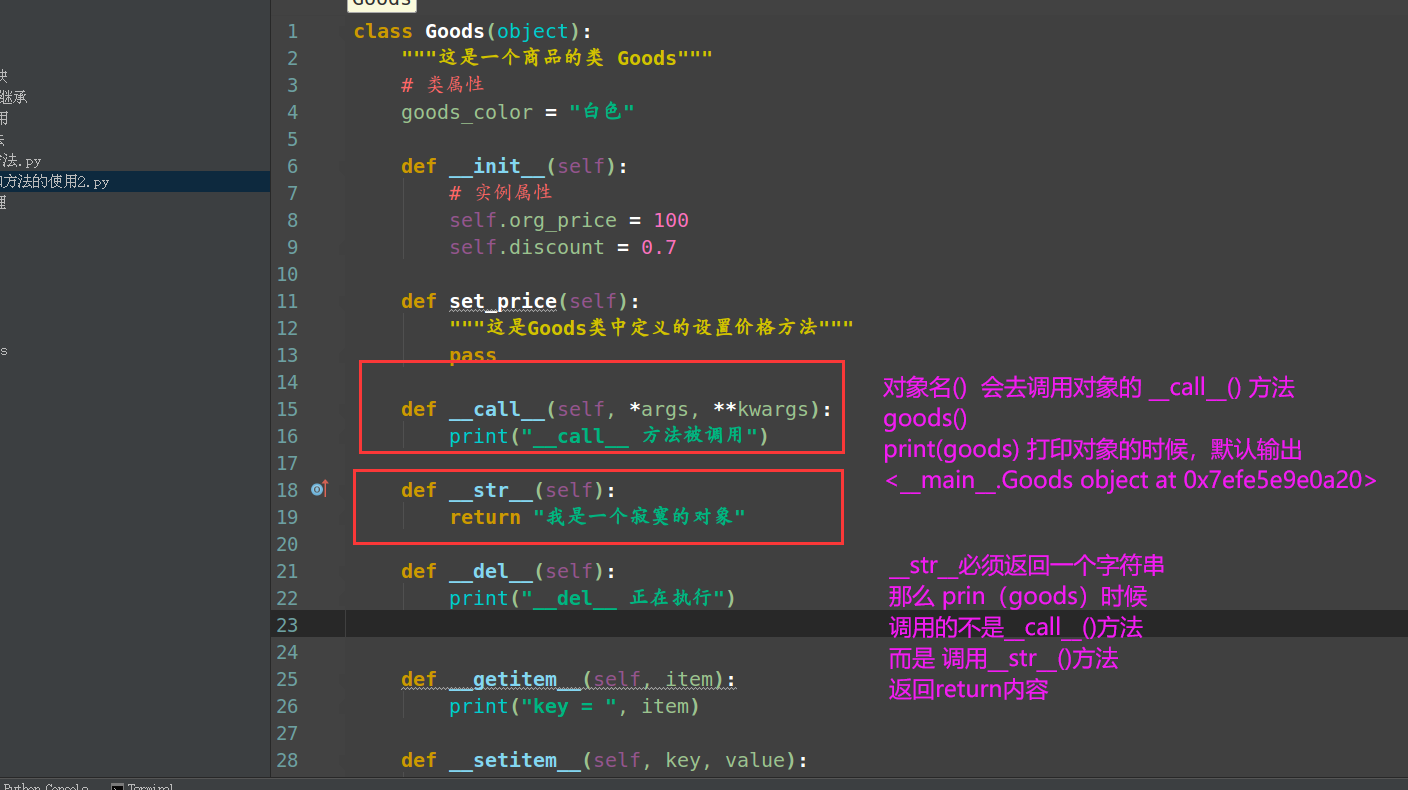 Goods
继承
法.py
方法的使用2.py
s
1 class Goods(object):
2 """这是一个商品的类 Goods"""
3 # 类属性
4 goods_color = "白色"
5
6 def __init__(self):
7 # 实例属性
8 self.org_price = 100
9 self.discount = 0.7
10
11 def set_price(self):
12 """这是Goods类中定义的设置价格方法"""
13 pass
14
15 def __call__(self, *args, **kwargs):
16 print("__call__ 方法被调用")
17
18 def __str__(self):
19 return "我是一个寂寞的对象"
20
21 def __del__(self):
22 print("__del__ 正在执行")
23
24
25 def __getitem__(self, item):
26 print("key = ", item)
27
28 def __setitem__(self, key, value):
对象名() 会去调用对象的 __call__() 方法
goods()
print(goods) 打印对象的时候，默认输出
<__main__.Goods object at 0x7efe5e9e0a20>
__str__必须返回一个字符串
那么 prin（goods）时候
调用的不是__call__()方法
而是 调用__str__()方法
返回return内容
Python Console Terminal